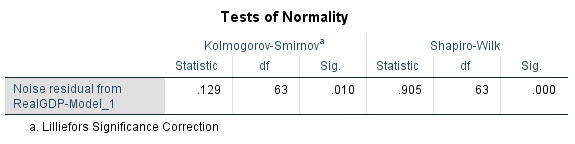 Tests of Normality
Kolmogorov-Smirnovᵃ Shapiro-Wilk
Statistic df Sig. Statistic df Sig.
Noise residual from RealGDP-Model_1 .129 63 .010 .905 63 .000
a. Lilliefors Significance Correction